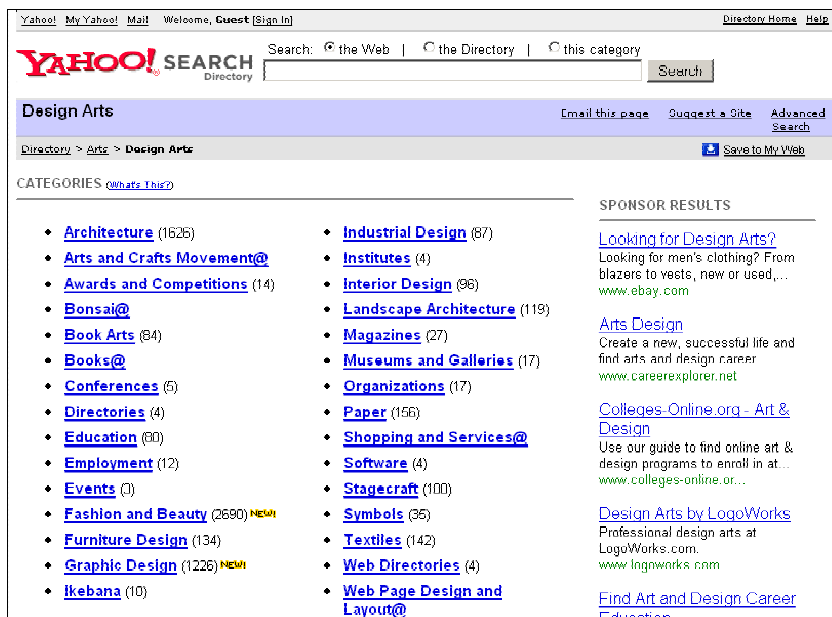 Yahoo! My Yahoo! Mail Welcome, Guest [Sign In] Directory Home Help
YAHOO! SEARCH
Directory
Search: the Web | the Directory | this category
Search
Design Arts
Email this page Suggest a Site Advanced Search
Directory > Arts > Design Arts
Save to My Web
CATEGORIES (What's This?)
Architecture (1626)
Arts and Crafts Movement@
Awards and Competitions (14)
Bonsai@
Book Arts (84)
Books@
Conferences (5)
Directories (4)
Education (80)
Employment (12)
Events (3)
Fashion and Beauty (2690) NEW!
Furniture Design (134)
Graphic Design (1226) NEW!
Ikebana (10)
Industrial Design (87)
Institutes (4)
Interior Design (96)
Landscape Architecture (119)
Magazines (27)
Museums and Galleries (17)
Organizations (17)
Paper (156)
Shopping and Services@
Software (4)
Stagecraft (100)
Symbols (35)
Textiles (142)
Web Directories (4)
Web Page Design and
Layout@
SPONSOR RESULTS
Looking for Design Arts?
Looking for men's clothing? From
blazers to vests, new or used,...
www.ebay.com
Arts Design
Create a new, successful life and
find arts and design career
www.careerexplorer.net
Colleges-Online.org - Art &
Design
Use our guide to find online art &
design programs to enroll in at...
www.colleges-online.or...
Design Arts by LogoWorks
Professional design arts at
LogoWorks.com.
www.logoworks.com
Find Art and Design Career
Education